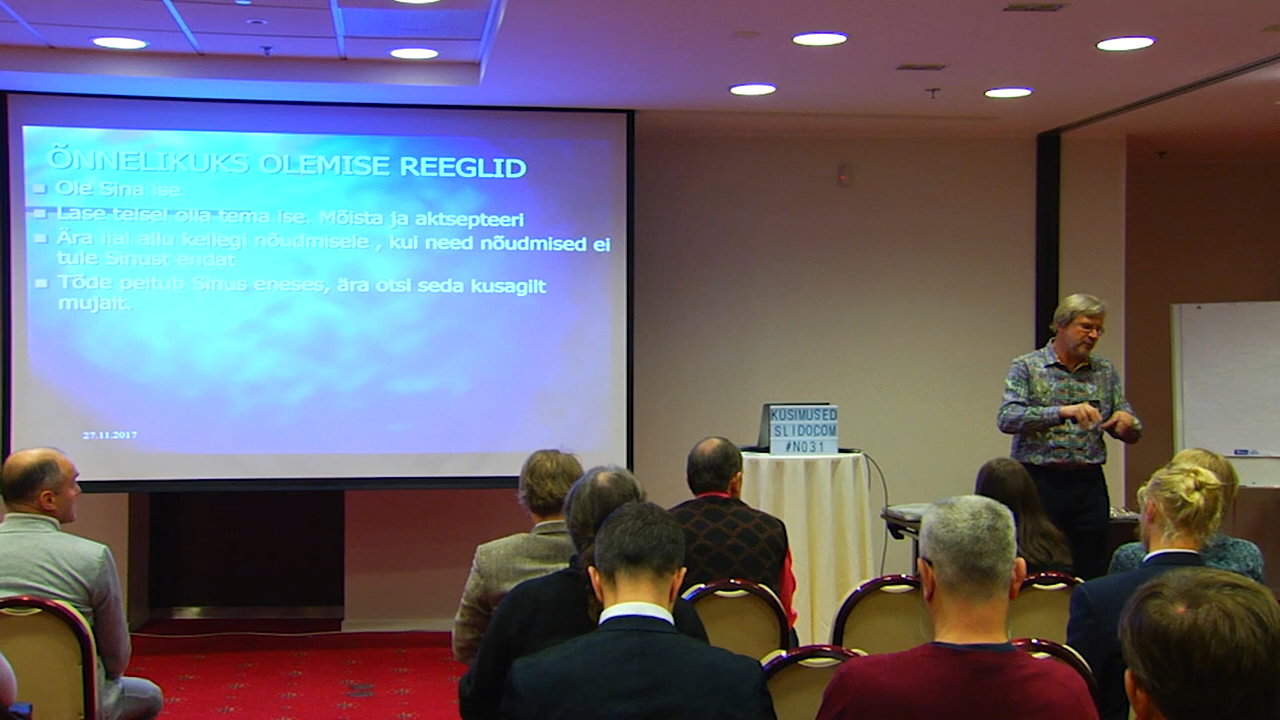 ÕNNELIKUKS OLEMISE REEGLID
Ole Sina ise
Lase teisel olla tema ise. Mõista ja aktsepteeri
Ära iial allu kellegi nõudmisele , kui need nõudmised ei
tule Sinust endat
Tõde peitub Sinus eneses, ära otsi seda kusagilt
mujalt.
27.11.2017
KÜSIMUSED
SLIDOCOM
#N031